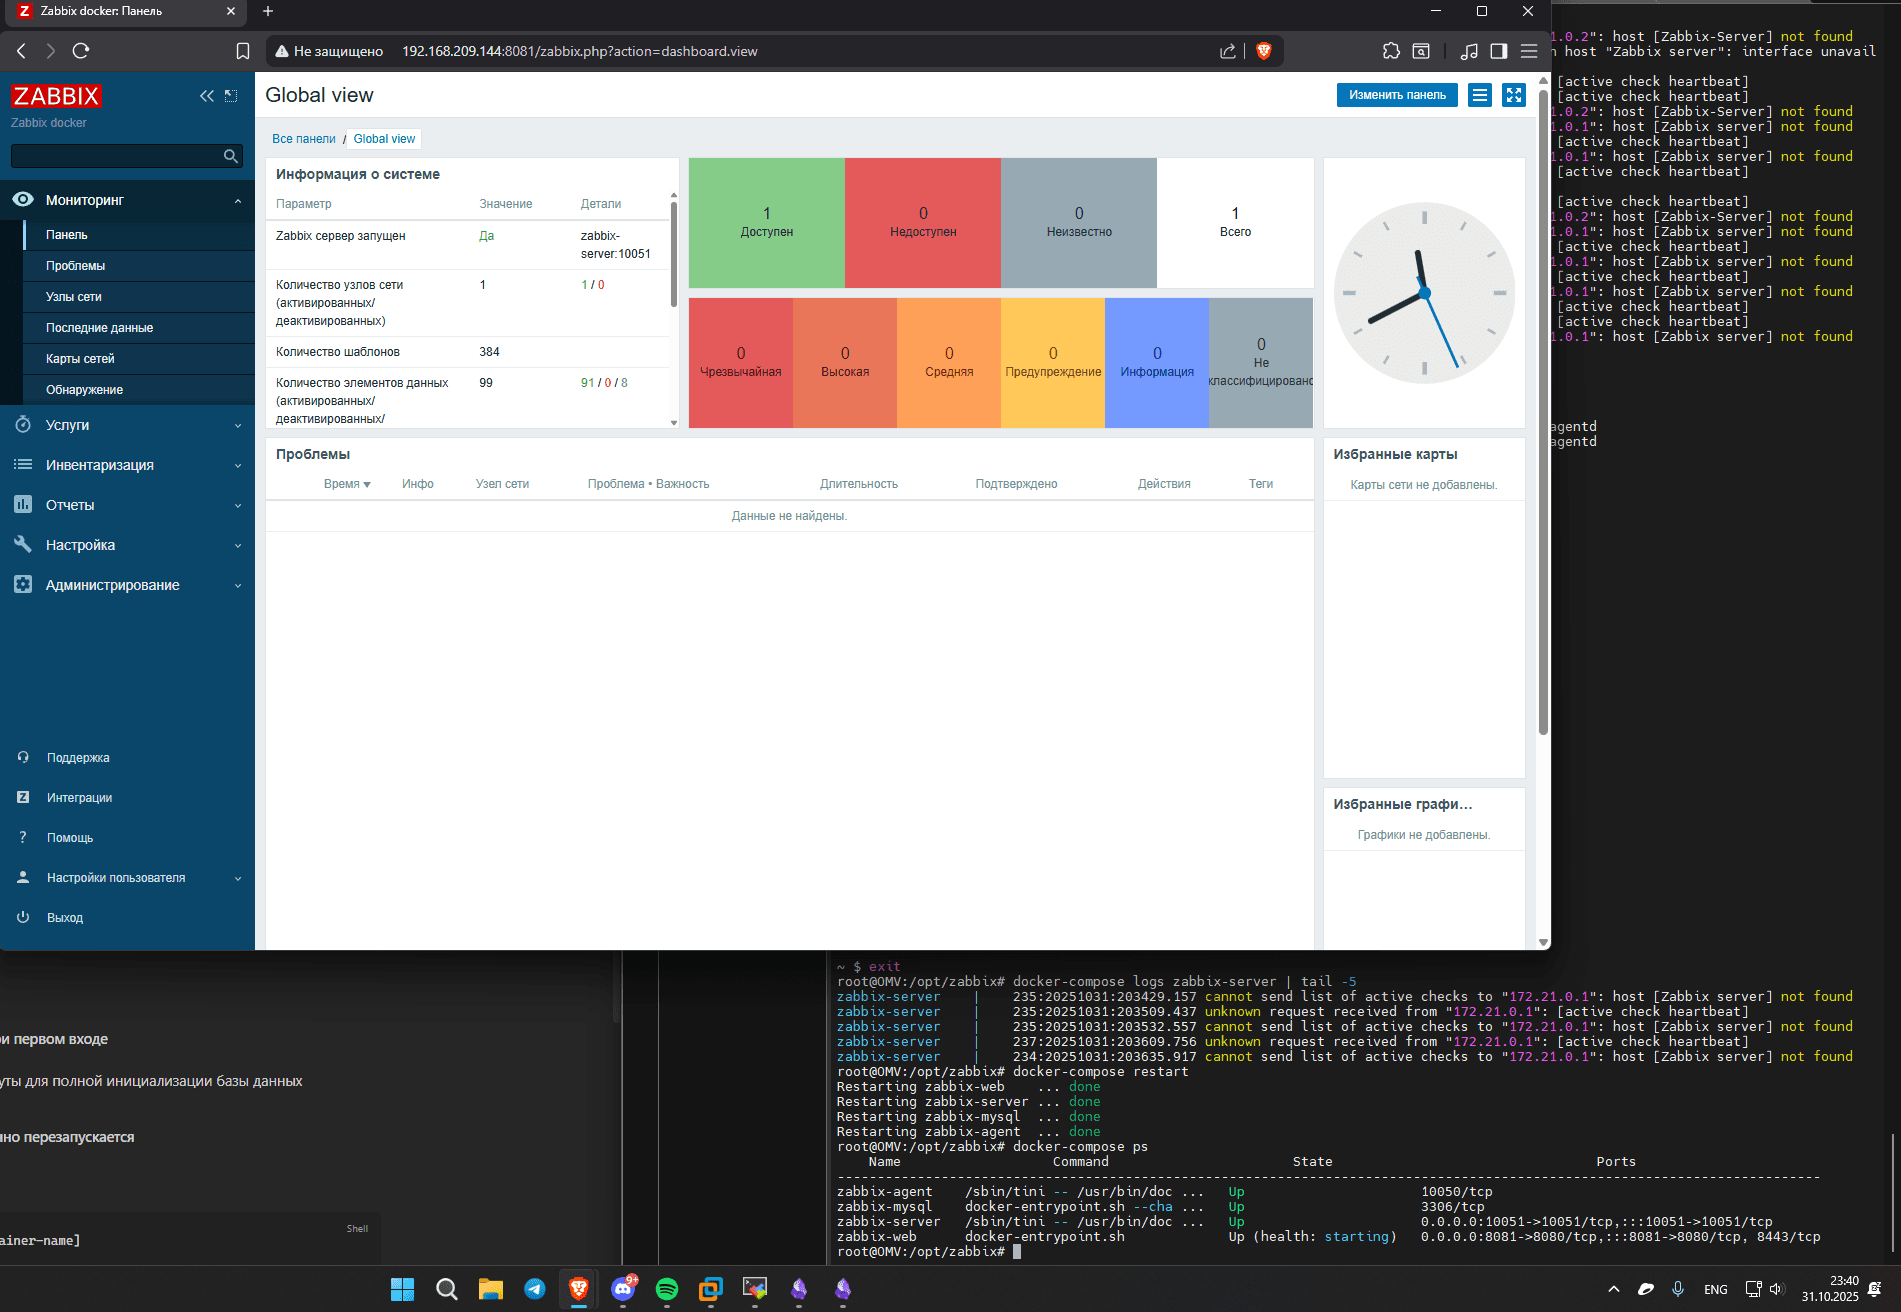 Zabbix docker: Панель
Не защищено 192.168.209.144:8081/zabbix.php?action=dashboard.view
ZABBIX
Zabbix docker
Мониторинг
Панель
Проблемы
Узлы сети
Последние данные
Карты сетей
Обнаружение
Услуги
Инвентаризация
Отчеты
Настройка
Администрирование
Поддержка
Интеграции
Помощь
Настройки пользователя
Выход
Global view
Изменить панель
Все панели / Global view
Информация о системе
Параметр Значение Детали
Zabbix сервер запущен Да zabbix-
server:10051
Количество узлов сети 1 1 / 0
(активированных/
деактивированных)
Количество шаблонов 384
Количество элементов данных 99 91 / 0 / 8
(активированных/
деактивированных/
1 0 0 1
Доступен Недоступен Неизвестно Всего
0 0 0 0 0 0
Чрезвычайная Высокая Средняя Предупреждение Информация Не
классифицировано
Проблемы
Время Инфо Узел сети Проблема • Важность Длительность Подтверждено Действия Теги
Данные не найдены.
Избранные карты
Карты сети не добавлены.
Избранные графи…
Графики не добавлены.
1.0.2": host [Zabbix-Server] not found
n host "Zabbix server": interface unavail
[active check heartbeat]
[active check heartbeat]
1.0.2": host [Zabbix-Server] not found
1.0.1": host [Zabbix server] not found
[active check heartbeat]
1.0.1": host [Zabbix server] not found
[active check heartbeat]
[active check heartbeat]
1.0.2": host [Zabbix-Server] not found
1.0.1": host [Zabbix server] not found
[active check heartbeat]
1.0.1": host [Zabbix server] not found
[active check heartbeat]
1.0.1": host [Zabbix server] not found
[active check heartbeat]
[active check heartbeat]
1.0.1": host [Zabbix server] not found
agentd
agentd
~ $ exit
root@OMV:/opt/zabbix# docker-compose logs zabbix-server | tail -5
zabbix-server | 235:20251031:203429.157 cannot send list of active checks to "172.21.0.1": host [Zabbix server] not found
zabbix-server | 235:20251031:203509.437 unknown request received from "172.21.0.1": [active check heartbeat]
zabbix-server | 235:20251031:203532.557 cannot send list of active checks to "172.21.0.1": host [Zabbix server] not found
zabbix-server | 237:20251031:203609.756 unknown request received from "172.21.0.1": [active check heartbeat]
zabbix-server | 234:20251031:203635.917 cannot send list of active checks to "172.21.0.1": host [Zabbix server] not found
root@OMV:/opt/zabbix# docker-compose restart
Restarting zabbix-web ... done
Restarting zabbix-server ... done
Restarting zabbix-mysql ... done
Restarting zabbix-agent ... done
root@OMV:/opt/zabbix# docker-compose ps
Name Command State Ports
--------------------------------------------------------------------------------
zabbix-agent /sbin/tini -- /usr/bin/doc ... Up 10050/tcp
zabbix-mysql docker-entrypoint.sh --cha ... Up 3306/tcp
zabbix-server /sbin/tini -- /usr/bin/doc ... Up 0.0.0.0:10051->10051/tcp,:::10051->10051/tcp
zabbix-web docker-entrypoint.sh Up (health: starting) 0.0.0.0:8081->8080/tcp,:::8081->8080/tcp, 8443/tcp
root@OMV:/opt/zabbix#
ри первом входе
уты для полной инициализации базы данных
нно перезапускается
Shell
ainer-name]
9+
ENG
23:40
31.10.2025